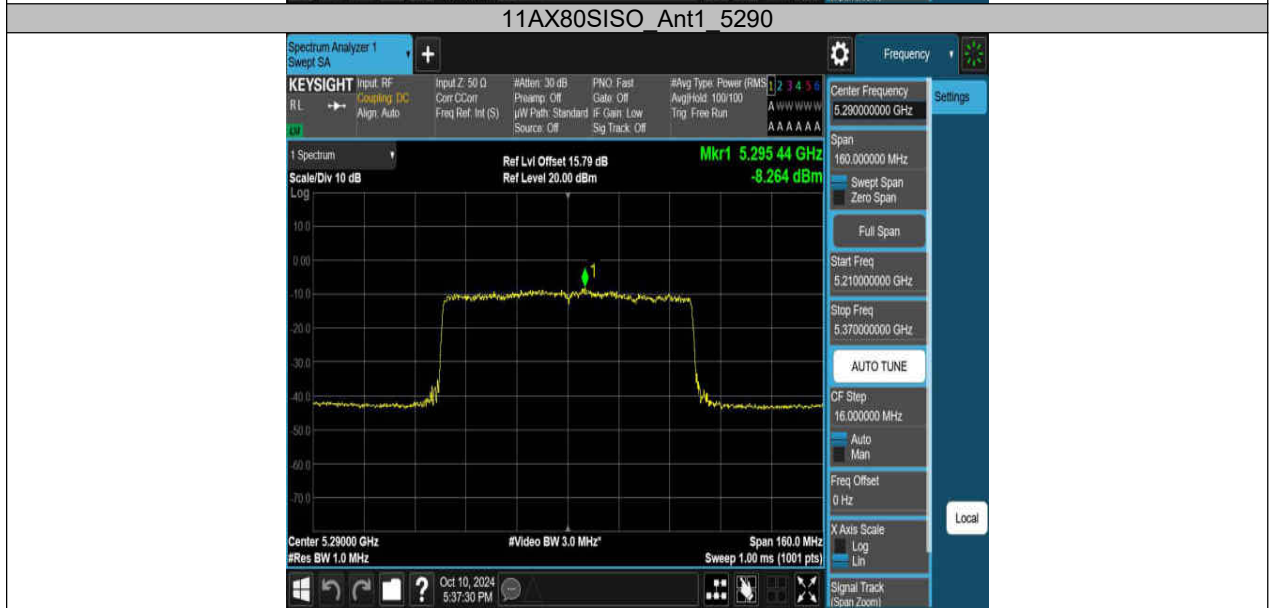 11AX80SISO_Ant1_5290
Spectrum Analyzer 1
Swept SA
+
Frequency
KEYSIGHT
RL
LW
Input: RF
Coupling: DC
Align: Auto
Input Z: 50 Ω
Corr CCorr
Freq Ref: Int (S)
#Atten: 30 dB
Preamp: Off
µW Path: Standard
Source: Off
PNO: Fast
Gate: Off
IF Gain: Low
Sig Track: Off
#Avg Type: Power (RMS
Avg|Hold: 100/100
Trig: Free Run
1 2 3 4 5 6
A W W W W W
A A A A A A
1 Spectrum
Scale/Div 10 dB
Log
Ref Lvl Offset 15.79 dB
Ref Level 20.00 dBm
Mkr1 5.295 44 GHz
-8.264 dBm
10.0
0.00
-10.0
-20.0
-30.0
-40.0
-50.0
-60.0
-70.0
1
Center 5.29000 GHz
#Res BW 1.0 MHz
#Video BW 3.0 MHz*
Span 160.0 MHz
Sweep 1.00 ms (1001 pts)
?
Oct 10, 2024
5:37:30 PM
Center Frequency
5.290000000 GHz
Settings
Span
160.000000 MHz
Swept Span
Zero Span
Full Span
Start Freq
5.210000000 GHz
Stop Freq
5.370000000 GHz
AUTO TUNE
CF Step
16.000000 MHz
Auto
Man
Freq Offset
0 Hz
X Axis Scale
Log
Lin
Local
Signal Track
(Span Zoom)